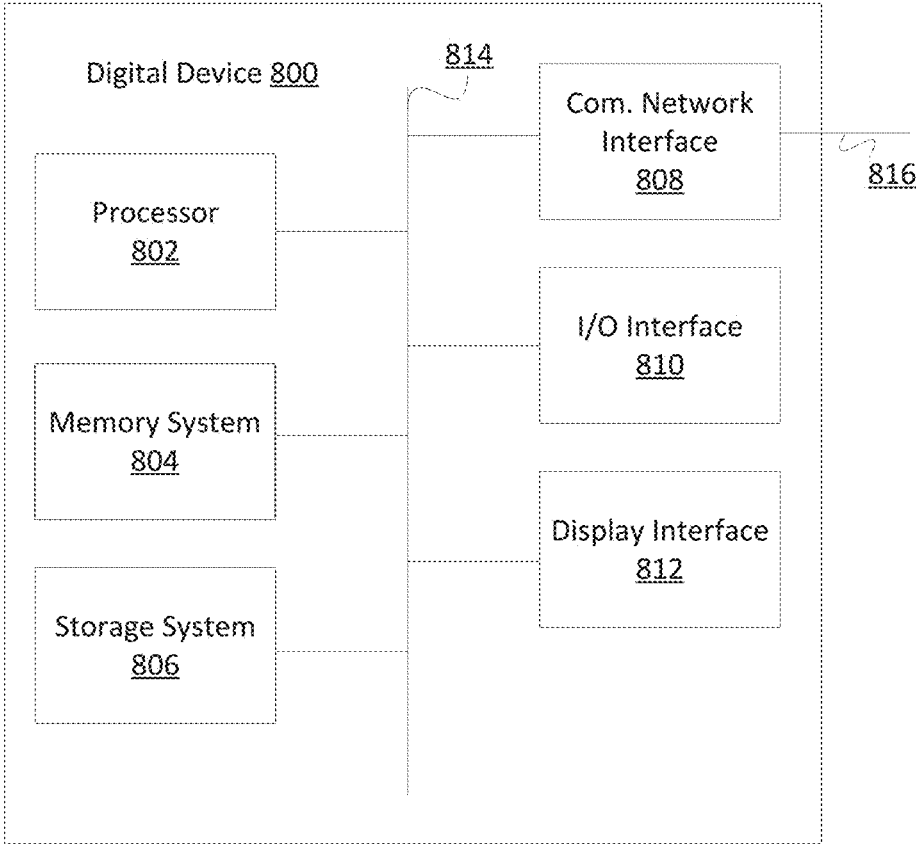 Digital Device 800
814
Com. Network
Interface
808
816
Processor
802
I/O Interface
810
Memory System
804
Display Interface
812
Storage System
806